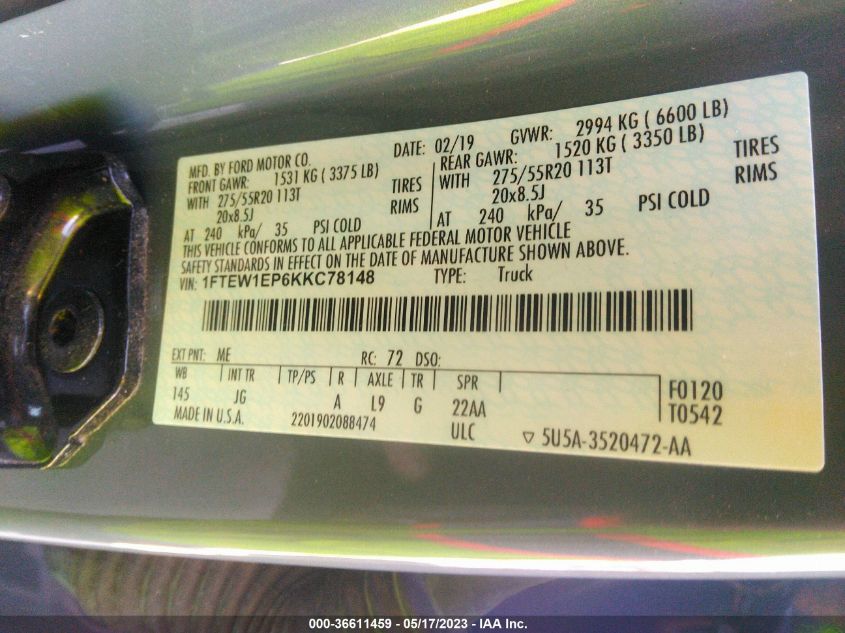 MFD. BY FORD MOTOR CO. DATE: 02/19 GVWR: 2994 KG ( 6600 LB)
FRONT GAWR: 1531 KG ( 3375 LB) REAR GAWR: 1520 KG ( 3350 LB)
WITH 275/55R20 113T TIRES WITH 275/55R20 113T TIRES
20x8.5J RIMS 20x8.5J RIMS
AT 240 kPa/ 35 PSI COLD AT 240 kPa/ 35 PSI COLD
THIS VEHICLE CONFORMS TO ALL APPLICABLE FEDERAL MOTOR VEHICLE
SAFETY STANDARDS IN EFFECT ON THE DATE OF MANUFACTURE SHOWN ABOVE.
VIN: 1FTEW1EP6KKC78148 TYPE: Truck
EXT PNT: ME RC: 72 DSO:
WB INT TR TP/PS R AXLE TR SPR F0120
145 JG A L9 G 22AA T0542
MADE IN U.S.A. 2201902088474 ULC ▽ 5U5A-3520472-AA
000-36611459 - 05/17/2023 - © IAA Inc.